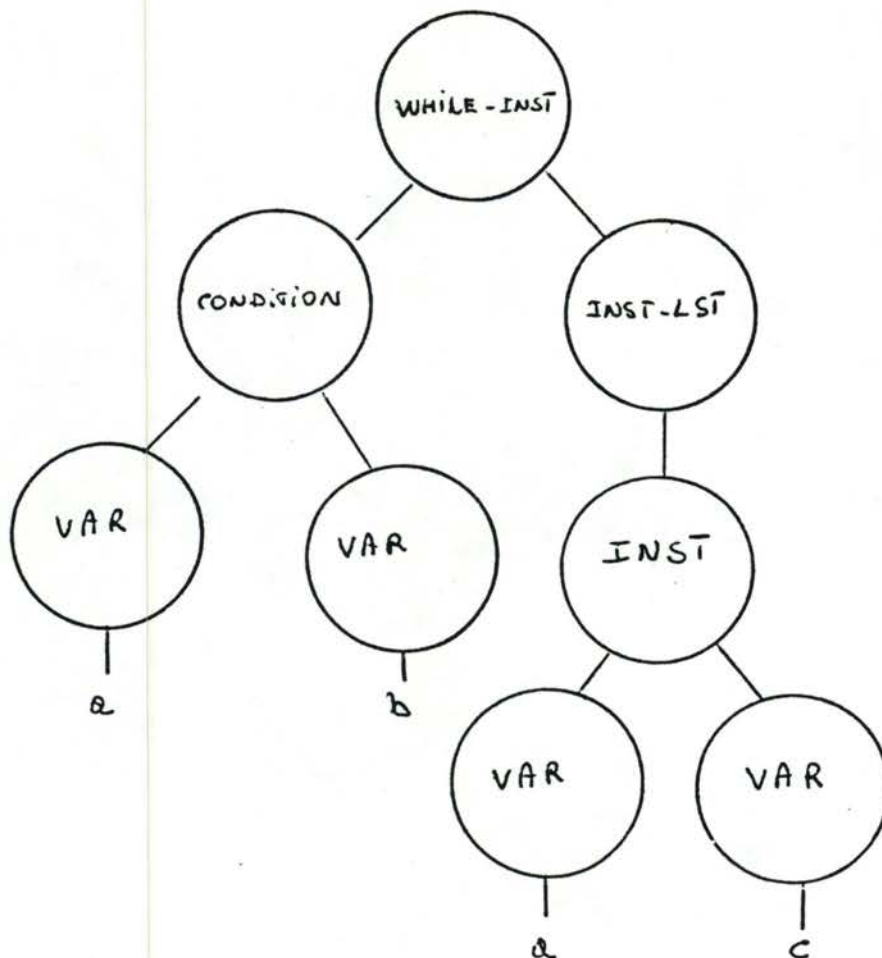 WHILE-INST
CONDITION
INST-LST
VAR
VAR
INST
a
b
VAR
VAR
a
c